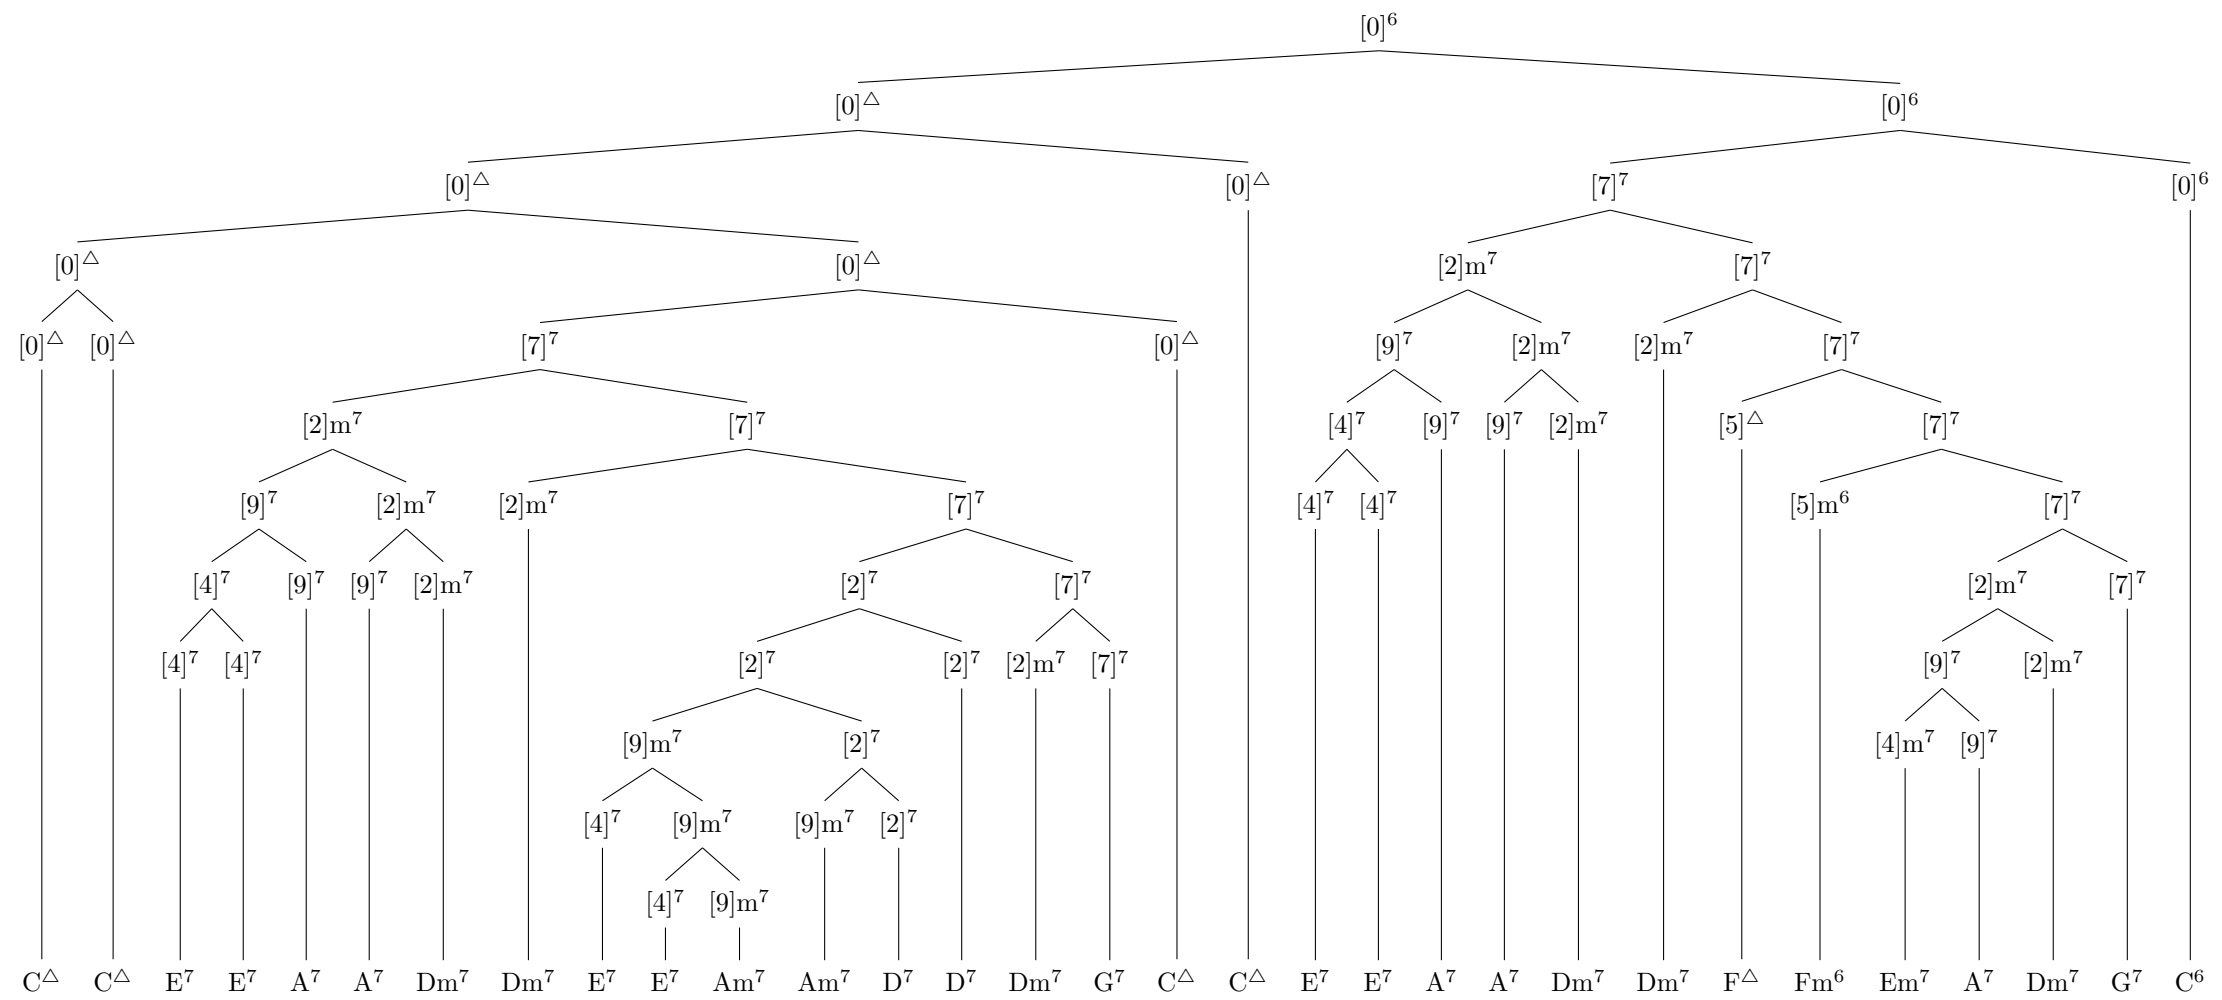 [0]⁶
[0]△ [0]⁶
[0]△ [0]△ [7]⁷ [0]⁶
[0]△ [0]△ [2]m⁷ [7]⁷
[0]△ [0]△ [7]⁷ [0]△ [9]⁷ [2]m⁷ [2]m⁷ [7]⁷
[2]m⁷ [7]⁷ [4]⁷ [9]⁷ [9]⁷ [2]m⁷ [5]△ [7]⁷
[9]⁷ [2]m⁷ [2]m⁷ [7]⁷ [4]⁷ [4]⁷ [5]m⁶ [7]⁷
[4]⁷ [9]⁷ [9]⁷ [2]m⁷ [2]⁷ [7]⁷ [2]m⁷ [7]⁷
[4]⁷ [4]⁷ [2]⁷ [2]⁷ [2]m⁷ [7]⁷ [9]⁷ [2]m⁷
[9]m⁷ [2]⁷ [4]m⁷ [9]⁷
[4]⁷ [9]m⁷ [9]m⁷ [2]⁷
[4]⁷ [9]m⁷
C△ C△ E⁷ E⁷ A⁷ A⁷ Dm⁷ Dm⁷ E⁷ E⁷ Am⁷ Am⁷ D⁷ D⁷ Dm⁷ G⁷ C△ C△ E⁷ E⁷ A⁷ A⁷ Dm⁷ Dm⁷ F△ Fm⁶ Em⁷ A⁷ Dm⁷ G⁷ C⁶